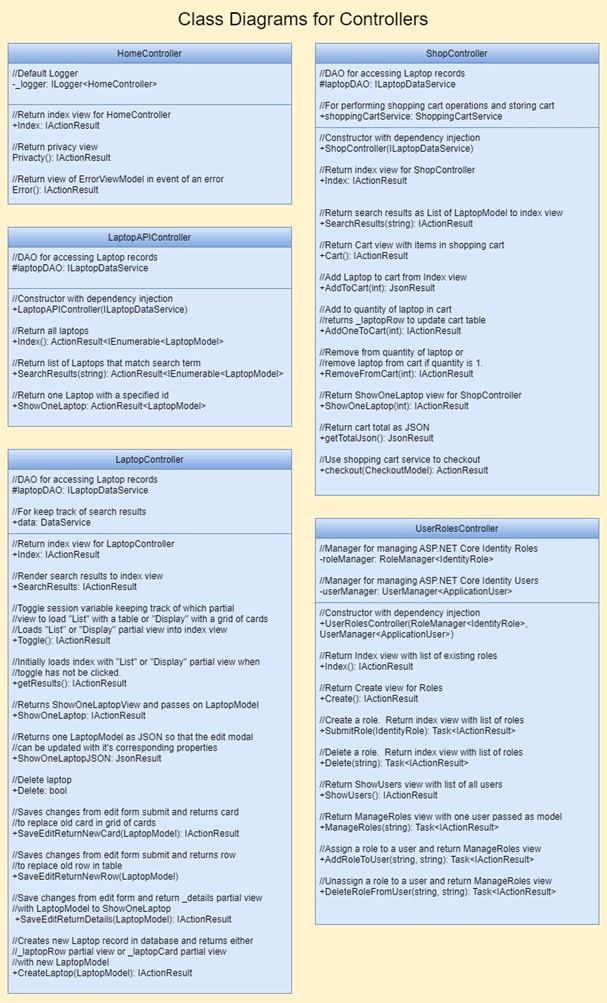 Class Diagrams for Controllers
HomeController
//Default Logger
-_logger: ILogger<HomeController>
//Return index view for HomeController
+Index: IActionResult
//Return privacy view
Privacty(): IActionResult
//Return view of ErrorViewModel in event of an error
Error(): IActionResult
LaptopAPIController
//DAO for accessing Laptop records
#laptopDAO: ILaptopDataService
//Constructor with dependency injection
+LaptopAPIController(ILaptopDataService)
//Return all laptops
+Index(): ActionResult<IEnumerable<LaptopModel>
//Return list of Laptops that match search term
+SearchResults(string): ActionResult<IEnumerable<LaptopModel>
//Return one Laptop with a specified id
+ShowOneLaptop: ActionResult<LaptopModel>
LaptopController
//DAO for accessing Laptop records
#laptopDAO: ILaptopDataService
//For keep track of search results
+data: DataService
//Return index view for LaptopController
+Index: IActionResult
//Render search results to index view
+SearchResults: IActionResult
//Toggle session variable keeping track of which partial
//view to load "List" with a table or "Display" with a grid of cards
//Loads "List" or "Display" partial view into index view
+Toggle(): IActionResult
//Initially loads index with "List" or "Display" partial view when
//toggle has not be clicked.
+getResults(): IActionResult
//Returns ShowOneLaptopView and passes on LaptopModel
+ShowOneLaptop: IActionResult
//Returns one LaptopModel as JSON so that the edit modal
//can be updated with it's corresponding properties
+ShowOneLaptopJSON: JsonResult
//Delete laptop
+Delete: bool
//Saves changes from edit form submit and returns card
//to replace old card in grid of cards
+SaveEditReturnNewCard(LaptopModel): IActionResult
//Saves changes from edit form submit and returns row
//to replace old row in table
+SaveEditReturnNewRow(LaptopModel)
//Save changes from edit form and return _details partial view
//with LaptopModel to ShowOneLaptop
+SaveEditReturnDetails(LaptopModel): IActionResult
//Creates new Laptop record in database and returns either
//_laptopRow partial view or _laptopCard partial view
//with new LaptopModel
+CreateLaptop(LaptopModel): IActionResult
ShopController
//DAO for accessing Laptop records
#laptopDAO: ILaptopDataService
//For performing shopping cart operations and storing cart
+shoppingCartService: ShoppingCartService
//Constructor with dependency injection
+ShopController(ILaptopDataService)
//Return index view for ShopController
+Index: IActionResult
//Return search results as List of LaptopModel to index view
+SearchResults(string): IActionResult
//Return Cart view with items in shopping cart
+Cart(): IActionResult
//Add Laptop to cart from Index view
+AddToCart(int): JsonResult
//Add to quantity of laptop in cart
//returns _laptopRow to update cart table
+AddOneToCart(int): IActionResult
//Remove from quantity of laptop or
//remove laptop from cart if quantity is 1.
+RemoveFromCart(int): IActionResult
//Return ShowOneLaptop view for ShopController
+ShowOneLaptop(int): IActionResult
//Return cart total as JSON
+getTotalJson(): JsonResult
//Use shopping cart service to checkout
+checkout(CheckoutModel): ActionResult
UserRolesController
//Manager for managing ASP.NET Core Identity Roles
-roleManager: RoleManager<IdentityRole>
//Manager for managing ASP.NET Core Identity Users
-userManager: UserManager<ApplicationUser>
//Constructor with dependency injection
+UserRolesController(RoleManager<IdentityRole>,
UserManager<ApplicationUser>)
//Return Index view with list of existing roles
+Index(): IActionResult
//Return Create view for Roles
+Create(): IActionResult
//Create a role. Return index view with list of roles
+SubmitRole(IdentityRole): Task<IActionResult>
//Delete a role. Return index view with list of roles
+Delete(string): Task<IActionResult>
//Return ShowUsers view with list of all users
+ShowUsers(): IActionResult
//Return ManageRoles view with one user passed as model
+ManageRoles(string): Task<IActionResult>
//Assign a role to a user and return ManageRoles view
+AddRoleToUser(string, string): Task<IActionResult>
//Unassign a role to a user and return ManageRoles view
+DeleteRoleFromUser(string, string): Task<IActionResult>